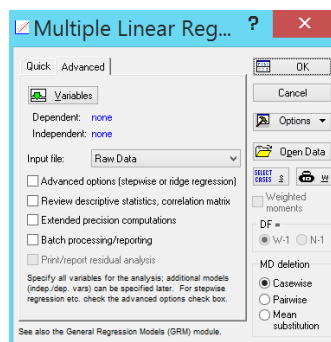 Multiple Linear Reg... ? ×
Quick Advanced
Variables
Dependent: none
Independent: none
Input file: Raw Data
Advanced options (stepwise or ridge regression)
Review descriptive statistics, correlation matrix
Extended precision computations
Batch processing/reporting
Print/report residual analysis
Specify all variables for the analysis; additional models
(indep./dep. vars) can be specified later. For stepwise
regression etc. check the advanced options check box.
See also the General Regression Models (GRM) module.
OK
Cancel
Options
Open Data
SELECT CASES S W
Weighted
moments
DF =
W-1 N-1
MD deletion
Casewise
Pairwise
Mean
substitution